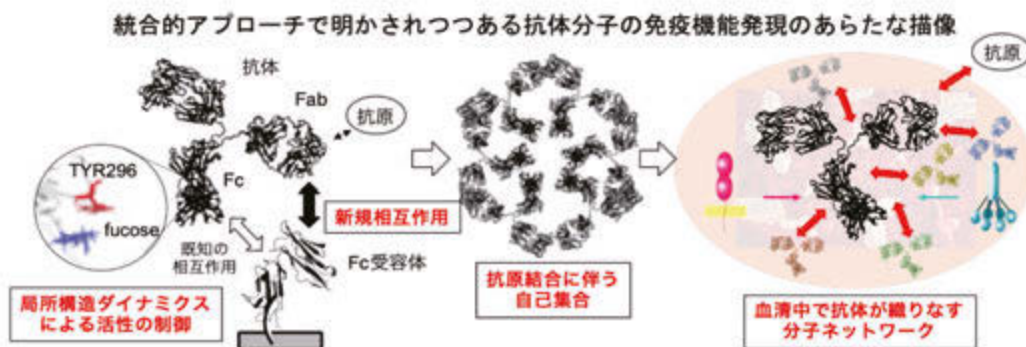 統合的アプローチで明かされつつある抗体分子の免疫機能発現のあらたな描像
抗体
Fab
抗原
TYR296
fucose
Fc
既知の
相互作用
新規相互作用
Fc受容体
局所構造ダイナミクス
による活性の制御
抗原結合に伴う
自己集合
抗原
血清中で抗体が織りなす
分子ネットワーク